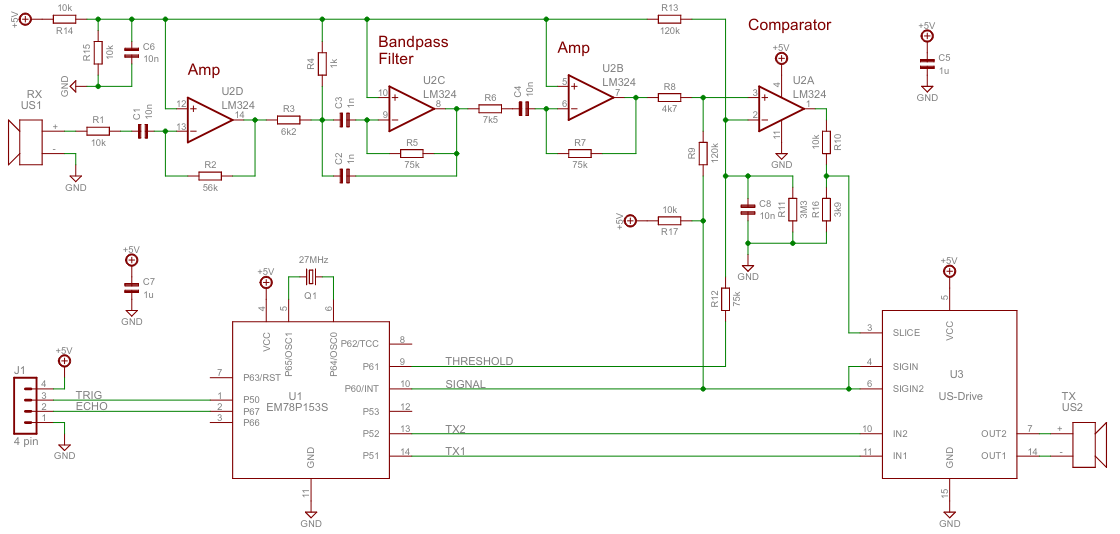 10k
+5V
R14
R15
10k
C6
10n
GND
Amp
R4
1k
Bandpass
Filter
Amp
R13
120k
Comparator
+5V
+5V
C5
1u
GND
RX
US1
+
-
GND
R1
10k
C1
10n
12
13
14
U2D
LM324
R2
56k
R3
6k2
C3
1n
C2
1n
10
9
8
U2C
LM324
R5
75k
R6
7k5
C4
10n
5
6
7
U2B
LM324
R7
75k
R8
4k7
R9
120k
3
2
1
4
11
U2A
LM324
GND
R10
10k
C8
10n
R11
3M3
R16
3k9
GND
+5V
10k
R17
R12
75k
+5V
C7
1u
GND
+5V
27MHz
Q1
4
5
6
VCC
P65/OSC1
P64/OSC0
P62/TCC
8
P61
9
THRESHOLD
P60/INT
10
SIGNAL
P53
12
P52
13
TX2
P51
14
TX1
7
P63/RST
1
P50
2
P67
3
P66
U1
EM78P153S
GND
11
GND
J1
+5V
4
3
2
1
TRIG
ECHO
4 pin
GND
+5V
5
VCC
3
SLICE
4
SIGIN
6
SIGIN2
U3
US-Drive
10
IN2
11
IN1
OUT2
7
OUT1
14
GND
15
GND
TX
US2
+
-